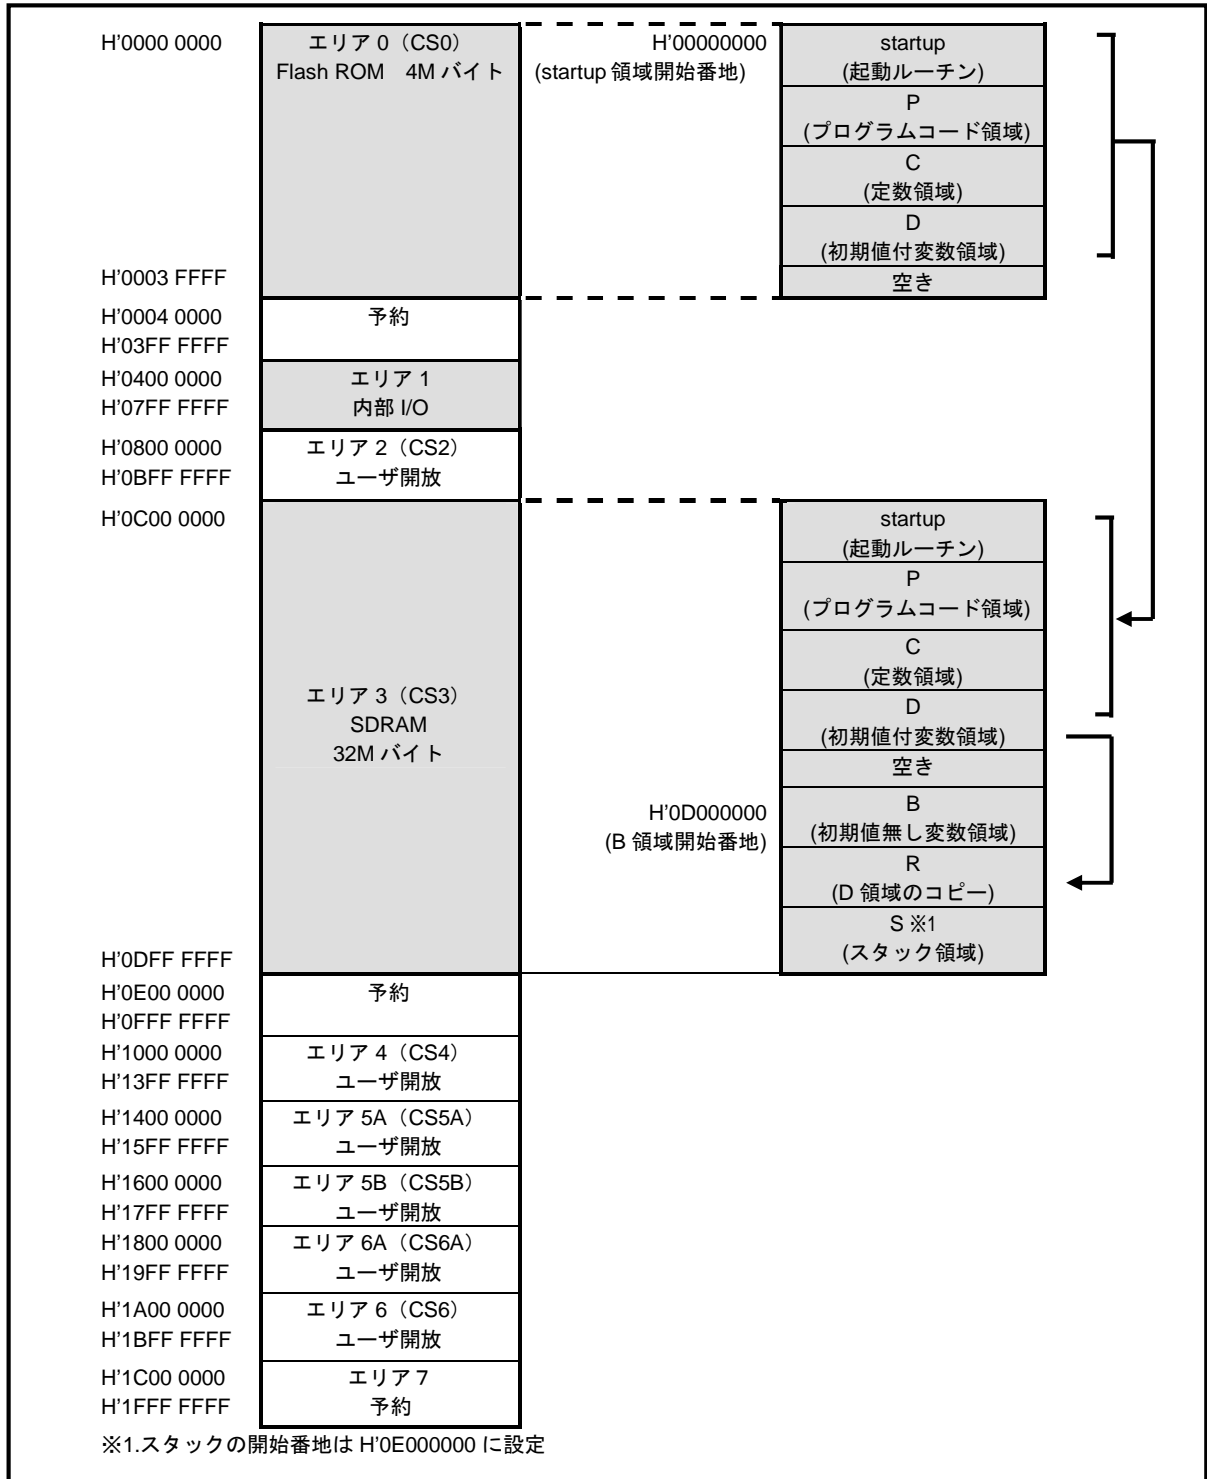 H'0000 0000
エリア 0（CS0）
Flash ROM 4M バイト
H'0003 FFFF
H'00000000
(startup 領域開始番地)
startup
(起動ルーチン)
P
(プログラムコード領域)
C
(定数領域)
D
(初期値付変数領域)
空き
H'0004 0000
H'03FF FFFF
予約
H'0400 0000
H'07FF FFFF
エリア 1
内部 I/O
H'0800 0000
H'0BFF FFFF
エリア 2（CS2）
ユーザ開放
H'0C00 0000
エリア 3（CS3）
SDRAM
32M バイト
H'0DFF FFFF
H'0D000000
(B 領域開始番地)
startup
(起動ルーチン)
P
(プログラムコード領域)
C
(定数領域)
D
(初期値付変数領域)
空き
B
(初期値無し変数領域)
R
(D 領域のコピー)
S ※1
(スタック領域)
H'0E00 0000
H'0FFF FFFF
予約
H'1000 0000
H'13FF FFFF
エリア 4（CS4）
ユーザ開放
H'1400 0000
H'15FF FFFF
エリア 5A（CS5A）
ユーザ開放
H'1600 0000
H'17FF FFFF
エリア 5B（CS5B）
ユーザ開放
H'1800 0000
H'19FF FFFF
エリア 6A（CS6A）
ユーザ開放
H'1A00 0000
H'1BFF FFFF
エリア 6（CS6）
ユーザ開放
H'1C00 0000
H'1FFF FFFF
エリア 7
予約
※1.スタックの開始番地は H'0E000000 に設定